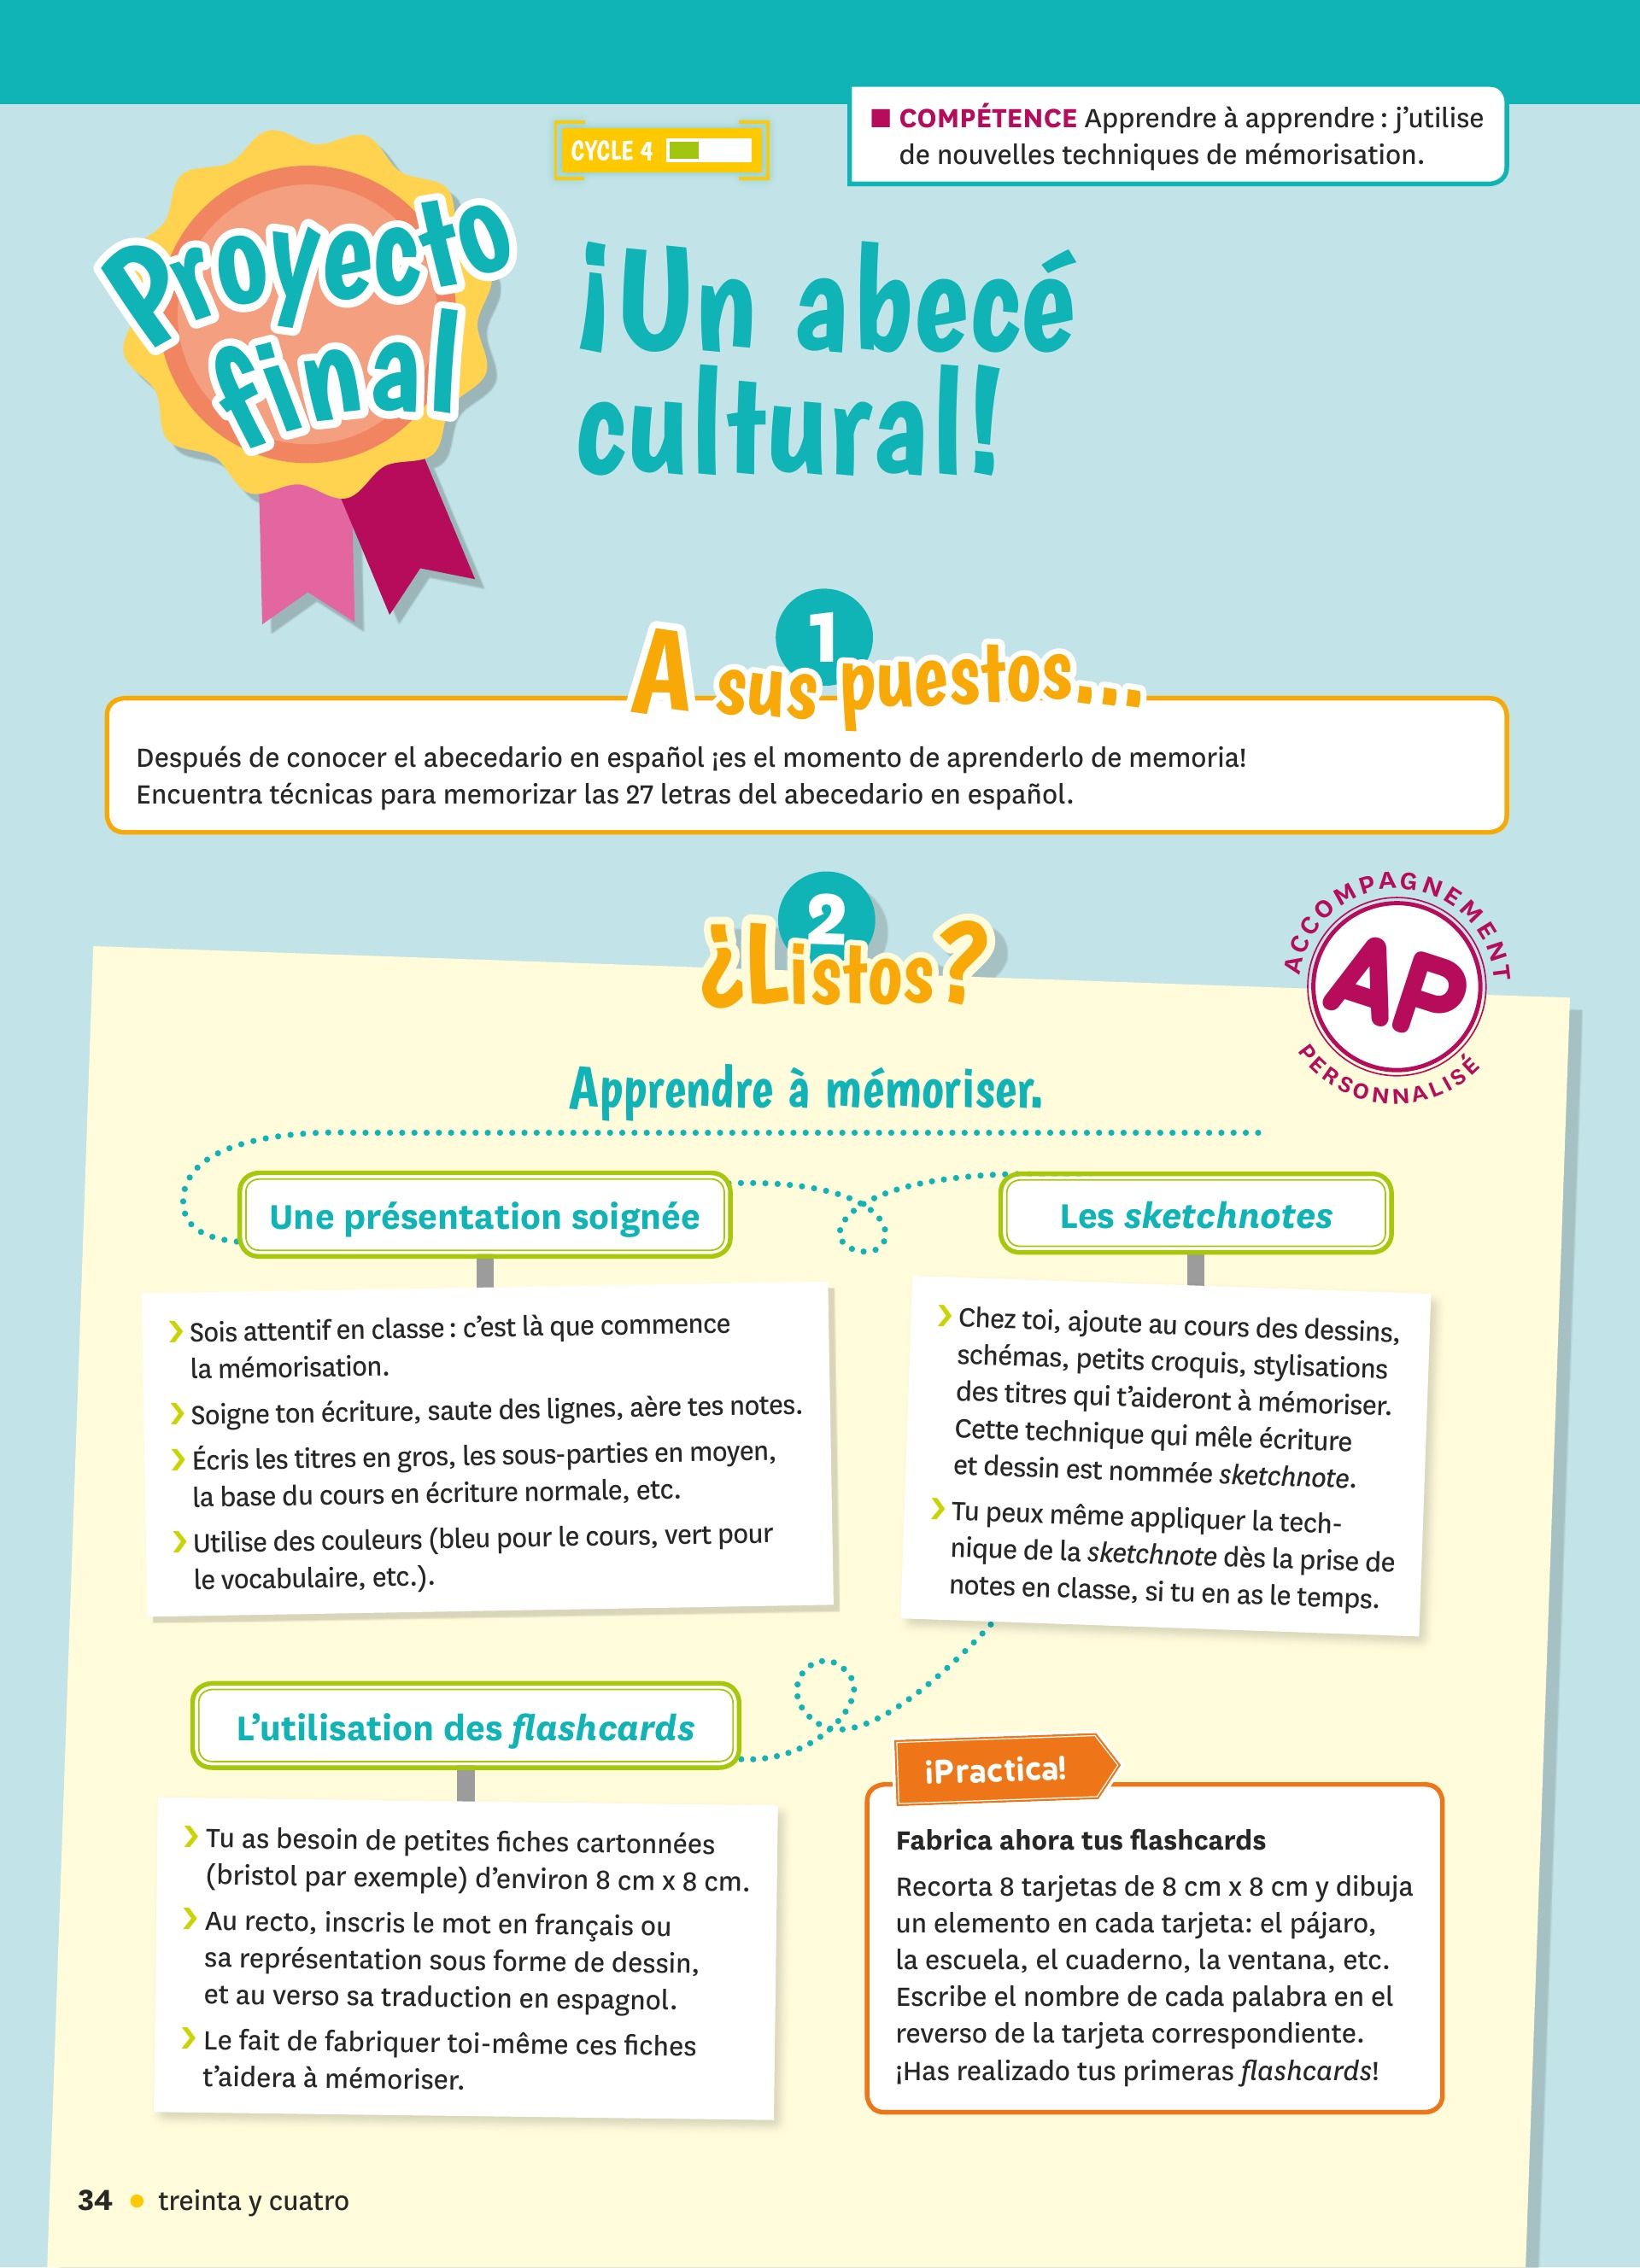 ■ COMPÉTENCE Apprendre à apprendre : j'utilise
de nouvelles techniques de mémorisation.
CYCLE 4
Proyecto
final
¡Un abecé
cultural!
1
A sus puestos...
Después de conocer el abecedario en español ¡es el momento de aprenderlo de memoria!
Encuentra técnicas para memorizar las 27 letras del abecedario en español.
2
¿Listos?
ACCOMPAGNEMENT
AP
PERSONNALISÉ
Apprendre à mémoriser.
Une présentation soignée
❯ Sois attentif en classe : c'est là que commence
la mémorisation.
❯ Soigne ton écriture, saute des lignes, aère tes notes.
❯ Écris les titres en gros, les sous-parties en moyen,
la base du cours en écriture normale, etc.
❯ Utilise des couleurs (bleu pour le cours, vert pour
le vocabulaire, etc.).
Les sketchnotes
❯ Chez toi, ajoute au cours des dessins,
schémas, petits croquis, stylisations
des titres qui t'aideront à mémoriser.
Cette technique qui mêle écriture
et dessin est nommée sketchnote.
❯ Tu peux même appliquer la tech-
nique de la sketchnote dès la prise de
notes en classe, si tu en as le temps.
L'utilisation des flashcards
❯ Tu as besoin de petites fiches cartonnées
(bristol par exemple) d'environ 8 cm x 8 cm.
❯ Au recto, inscris le mot en français ou
sa représentation sous forme de dessin,
et au verso sa traduction en espagnol.
❯ Le fait de fabriquer toi-même ces fiches
t'aidera à mémoriser.
¡Practica!
Fabrica ahora tus flashcards
Recorta 8 tarjetas de 8 cm x 8 cm y dibuja
un elemento en cada tarjeta: el pájaro,
la escuela, el cuaderno, la ventana, etc.
Escribe el nombre de cada palabra en el
reverso de la tarjeta correspondiente.
¡Has realizado tus primeras flashcards!
34 • treinta y cuatro